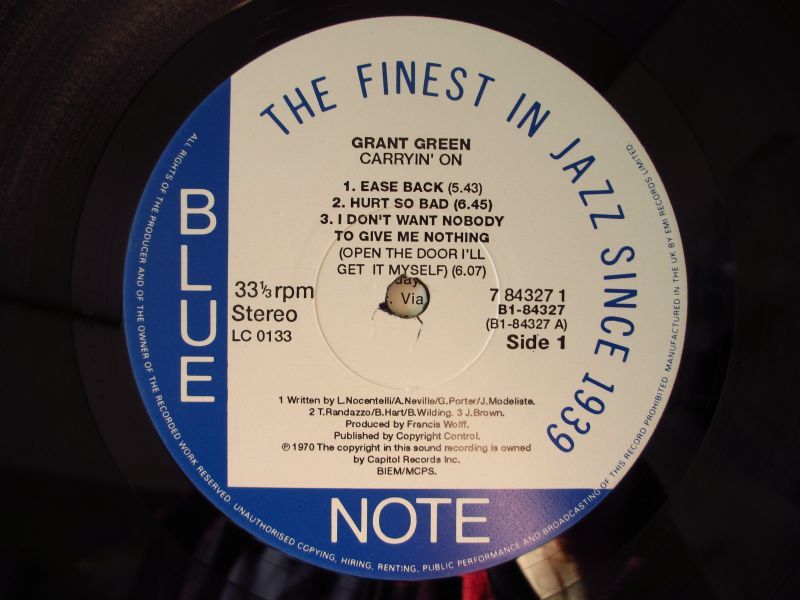 THE FINEST IN JAZZ SINCE 1939
GRANT GREEN
CARRYIN' ON
1. EASE BACK (5.43)
2. HURT SO BAD (6.45)
3. I DON'T WANT NOBODY
TO GIVE ME NOTHING
(OPEN THE DOOR I'LL
GET IT MYSELF) (6.07)
day
. Via
33⅓ rpm
Stereo
LC 0133
7 84327 1
B1-84327
(B1-84327 A)
Side 1
1 Written by L.Nocentelli/A.Neville/G.Porter/J.Modeliste.
2 T.Randazzo/B.Hart/B.Wilding. 3 J.Brown.
Produced by Francis Wolff.
Published by Copyright Control.
℗ 1970 The copyright in this sound recording is owned
by Capitol Records Inc.
BIEM/MCPS.
BLUE
NOTE
ALL RIGHTS OF THE PRODUCER AND OF THE OWNER OF THE RECORDED WORK RESERVED. UNAUTHORISED COPYING, HIRING, RENTING, PUBLIC PERFORMANCE AND BROADCASTING OF THIS RECORD PROHIBITED. MANUFACTURED IN THE UK BY EMI RECORDS LIMITED